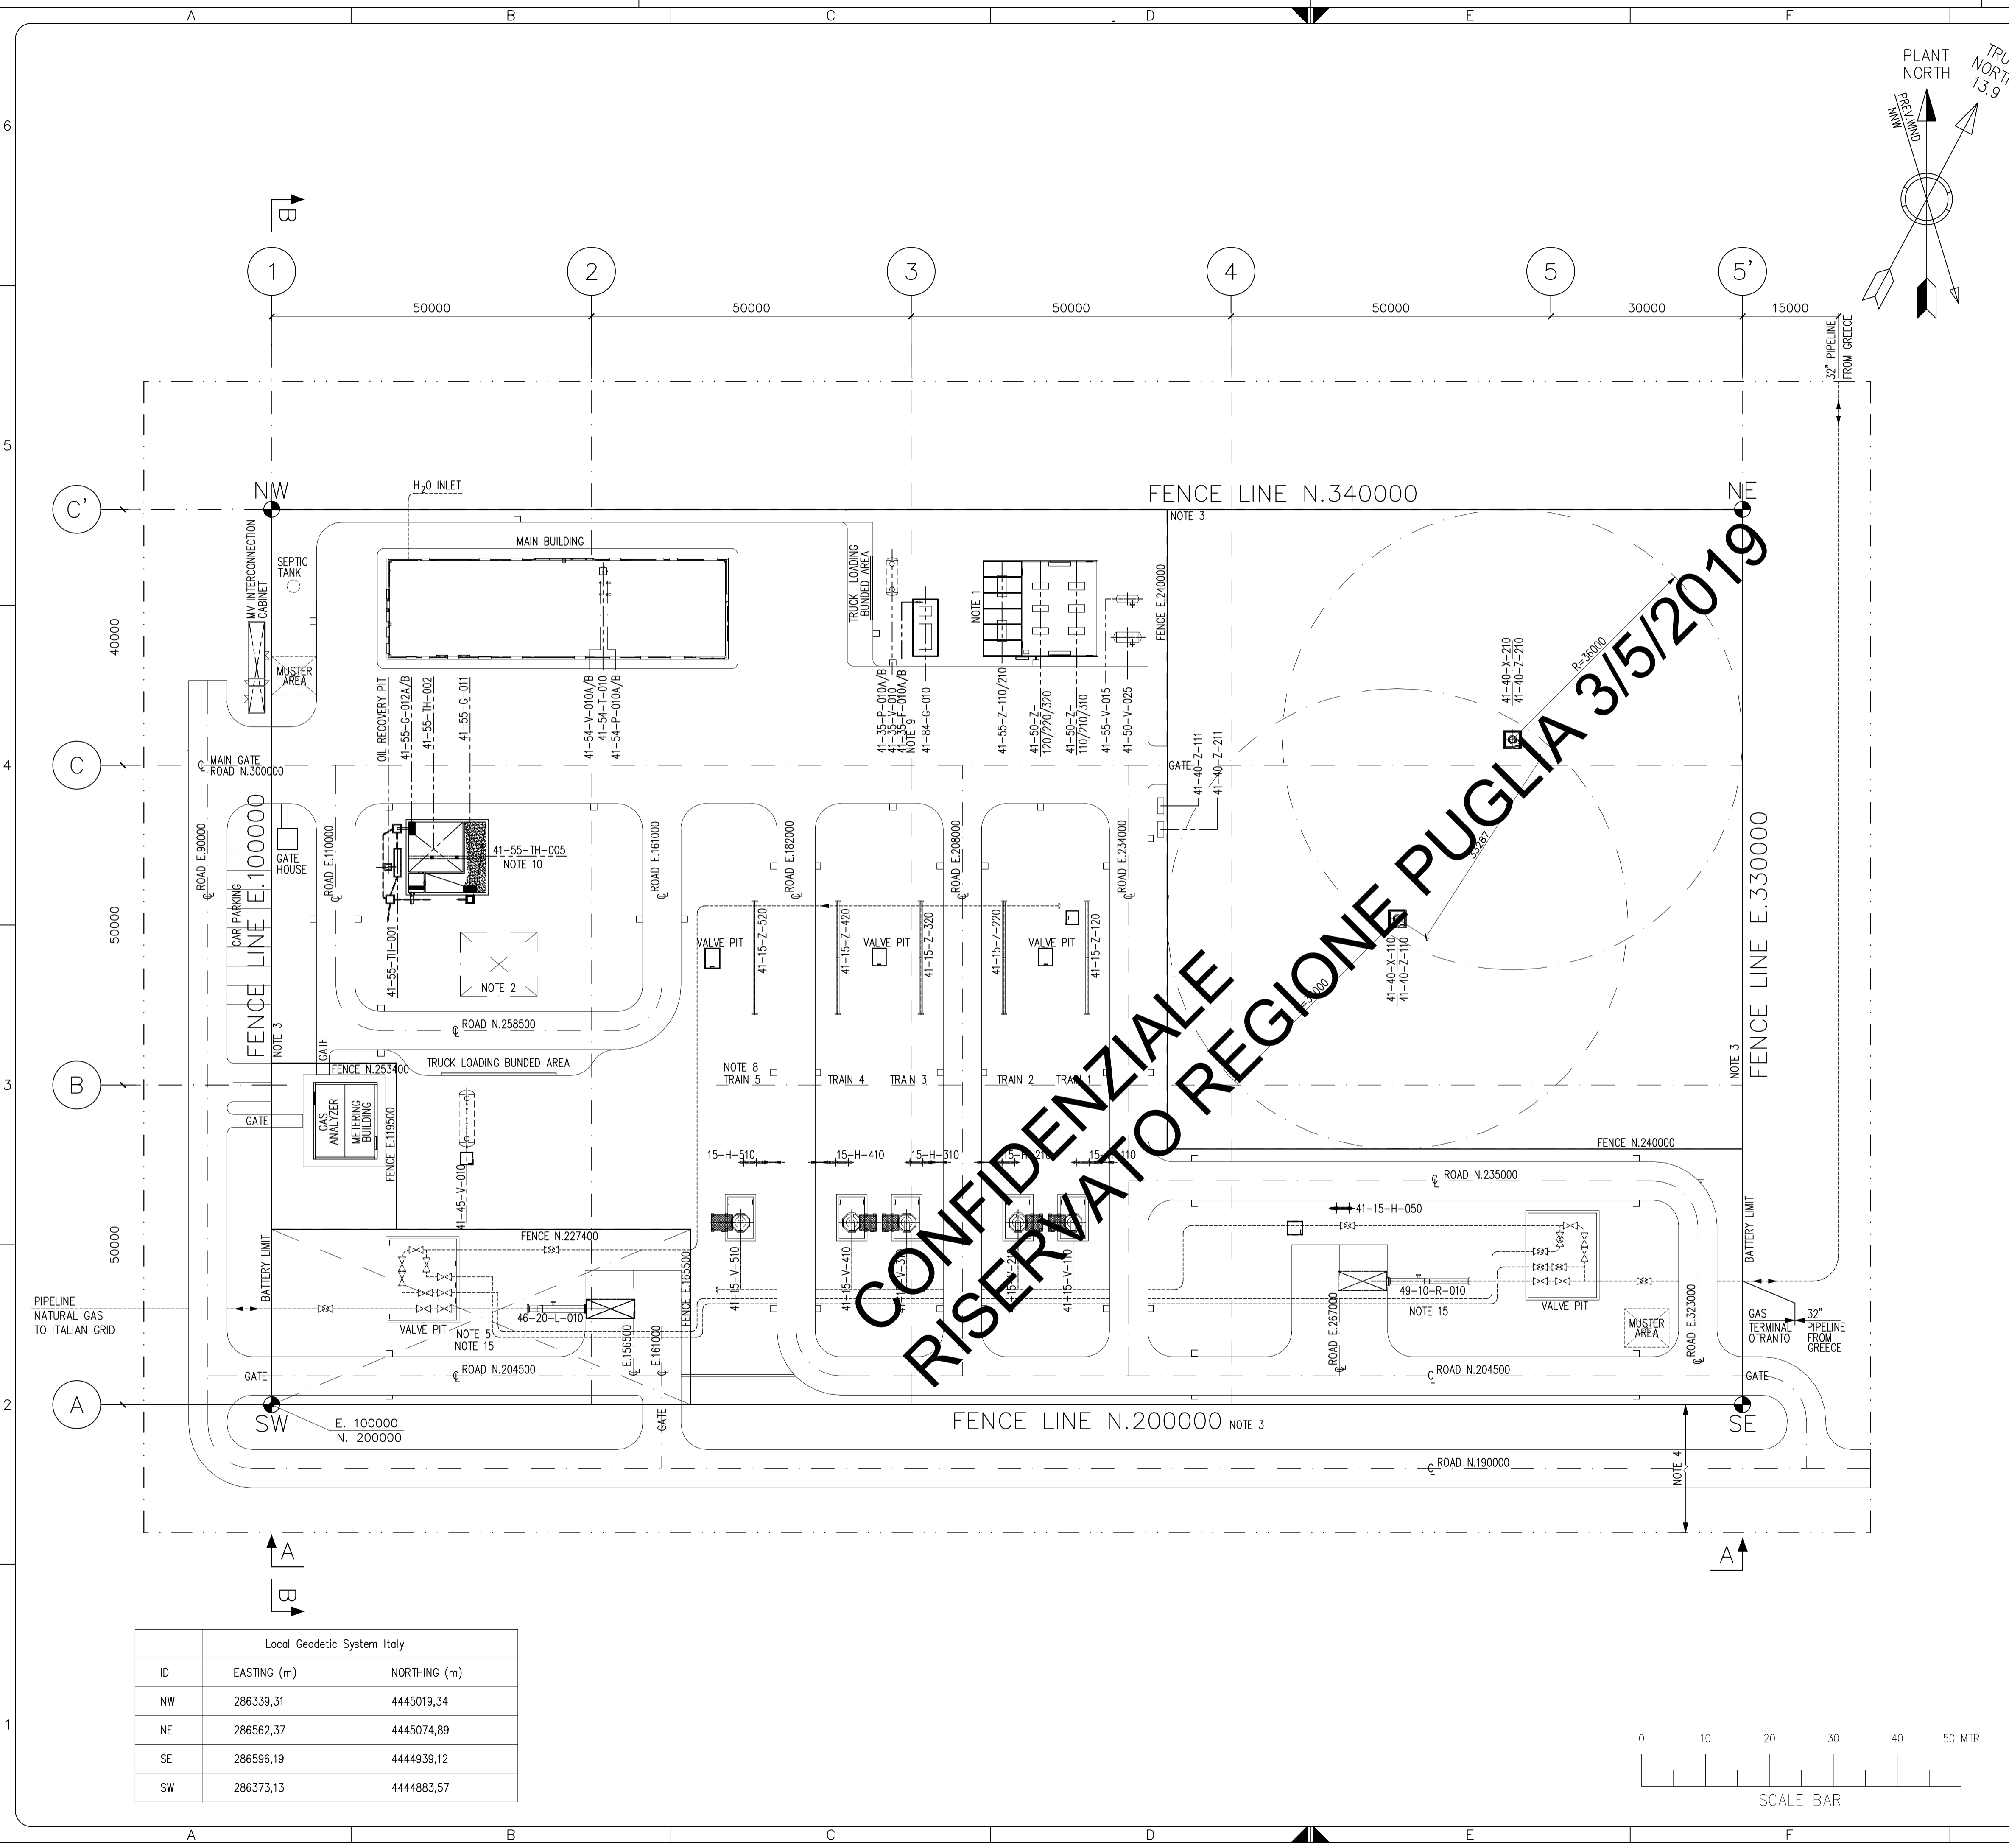 A B C D E F
PLANT
NORTH
NORTH
13.9
PREV.WIND
NNW
6
5
4
3
2
1
B
1 2 3 4 5 5'
50000 50000 50000 50000 30000 15000
32" PIPELINE
FROM GREECE
C'
C
B
A
40000
50000
50000
NW
NE
FENCE LINE N.340000
NOTE 3
H2O INLET
MAIN BUILDING
MV INTERCONNECTION
CABINET
SEPTIC
TANK
MUSTER
AREA
TRUCK LOADING
BUNDED AREA
NOTE 1
FENCE E.240000
OIL RECOVERY PIT
41-55-G-012A/B
41-55-TH-002
41-55-G-011
41-54-V-010A/B
41-54-T-010
41-54-P-010A/B
41-35-P-010A/B
41-35-V-010
41-35-F-010A/B
NOTE 9
41-84-G-010
41-55-Z-110/210
41-50-Z-
120/220/320
41-50-Z-
110/210/310
41-55-V-015
41-50-V-025
R=36000
41-40-X-210
41-40-Z-210
MAIN GATE
ROAD N.300000
GATE
41-40-Z-111
41-40-Z-211
ROAD E.90000
FENCE LINE E.100000
NOTE 3
CAR PARKING
GATE
HOUSE
ROAD E.110000
41-55-TH-005
NOTE 10
41-55-TH-001
NOTE 2
ROAD E.161000
ROAD E.182000
ROAD E.208000
ROAD E.234000
33287
41-40-X-110
41-40-Z-110
FENCE LINE E.330000
NOTE 3
VALVE PIT
41-15-Z-520
41-15-Z-420
VALVE PIT
41-15-Z-320
41-15-Z-220
VALVE PIT
41-15-Z-120
ROAD N.258500
GATE
FENCE N.253400
TRUCK LOADING BUNDED AREA
NOTE 8
TRAIN 5
TRAIN 4
TRAIN 3
TRAIN 2
TRAIN 1
GAS
ANALYZER
METERING
BUILDING
FENCE E.119500
GATE
41-45-V-010
15-H-510
15-H-410
15-H-310
15-H-210
FENCE N.240000
ROAD N.235000
41-15-H-050
FENCE N.227400
FENCE E.165500
BATTERY LIMIT
41-15-V-510
41-15-V-410
41-15-V-110
49-10-R-010
NOTE 15
VALVE PIT
BATTERY LIMIT
PIPELINE
NATURAL GAS
TO ITALIAN GRID
VALVE PIT
NOTE 5
NOTE 15
46-20-L-010
E.156500
E.161000
ROAD E.267000
MUSTER
AREA
ROAD E.323000
GAS
TERMINAL
OTRANTO
32"
PIPELINE
FROM
GREECE
GATE
ROAD N.204500
ROAD N.204500
GATE
SW
E. 100000
N. 200000
GATE
FENCE LINE N.200000 NOTE 3
SE
ROAD N.190000
NOTE 4
A
B
A
CONFIDENZIALE
RISERVATO REGIONE PUGLIA 3/5/2019
Local Geodetic System Italy
ID EASTING (m) NORTHING (m)
NW 286339,31 4445019,34
NE 286562,37 4445074,89
SE 286596,19 4444939,12
SW 286373,13 4444883,57
0 10 20 30 40 50 MTR
SCALE BAR
A B C D E F